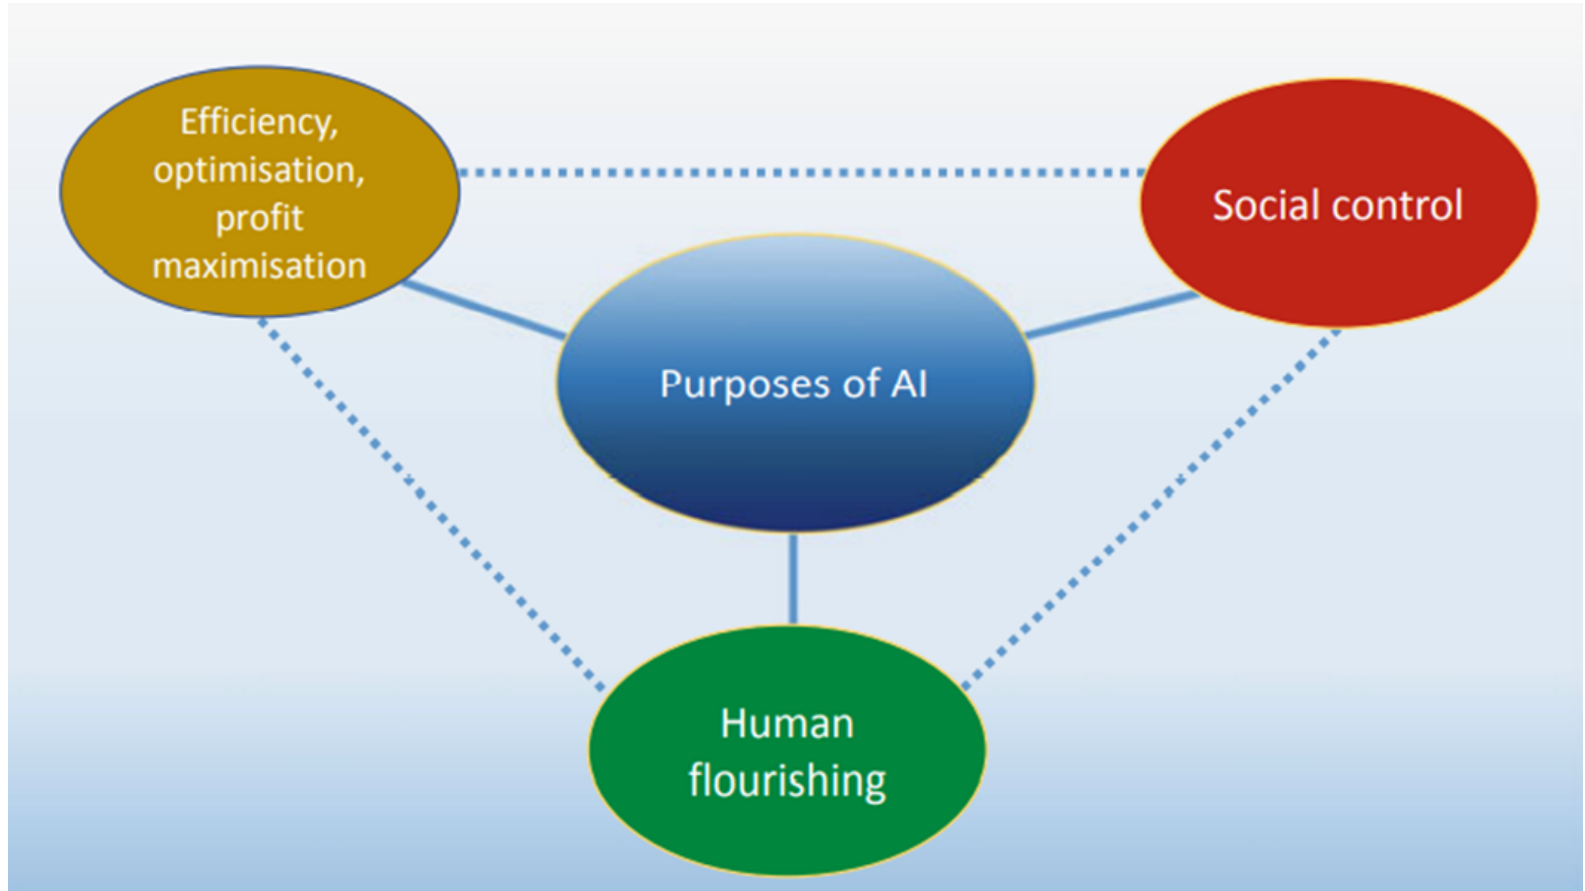 Efficiency,
optimisation,
profit
maximisation
Social control
Purposes of AI
Human
flourishing